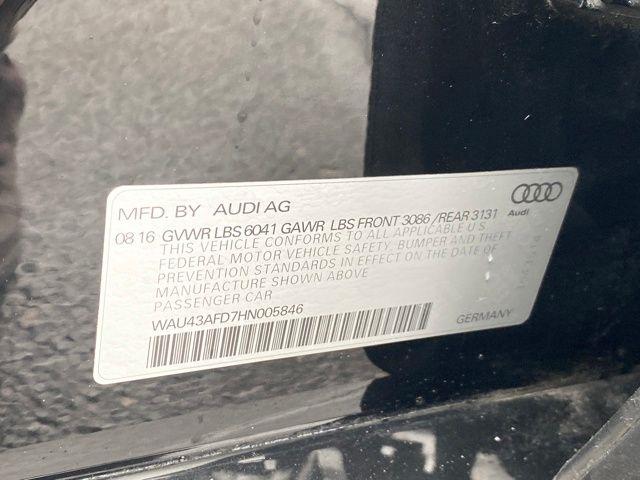 MFD. BY AUDI AG
Audi
08 16 GVWR LBS 6041 GAWR LBS FRONT 3086 /REAR 3131
THIS VEHICLE CONFORMS TO ALL APPLICABLE U S
FEDERAL MOTOR VEHICLE SAFETY, BUMPER AND THEFT
PREVENTION STANDARDS IN EFFECT ON THE DATE OF
MANUFACTURE SHOWN ABOVE
PASSENGER CAR
WAU43AFD7HN005846
GERMANY